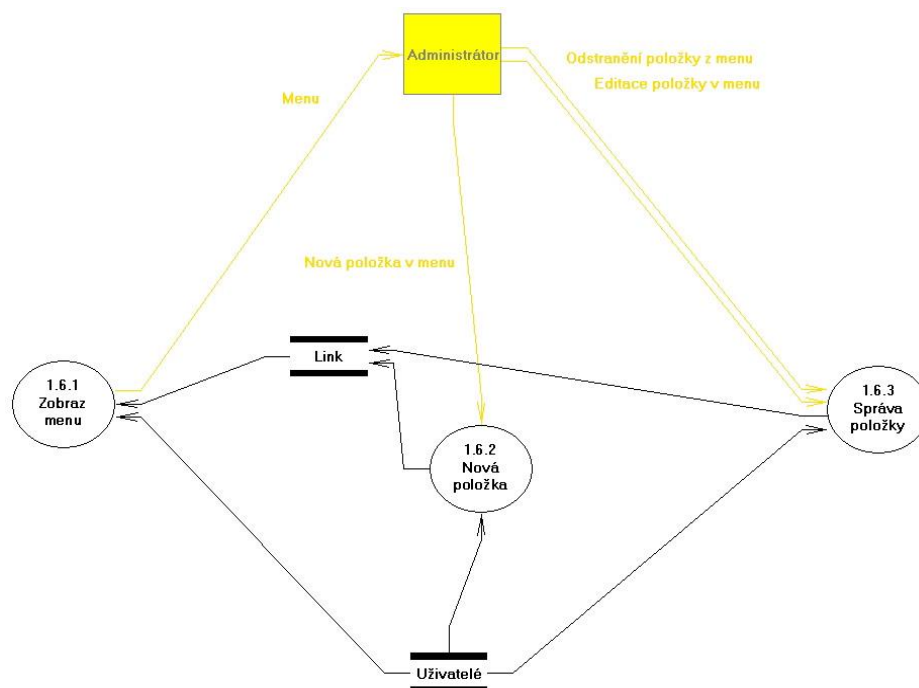 Administrátor
Odstranění položky z menu
Editace položky v menu
Menu
Nová položka v menu
Link
1.6.1
Zobraz
menu
1.6.3
Správa
položky
1.6.2
Nová
položka
Uživatelé